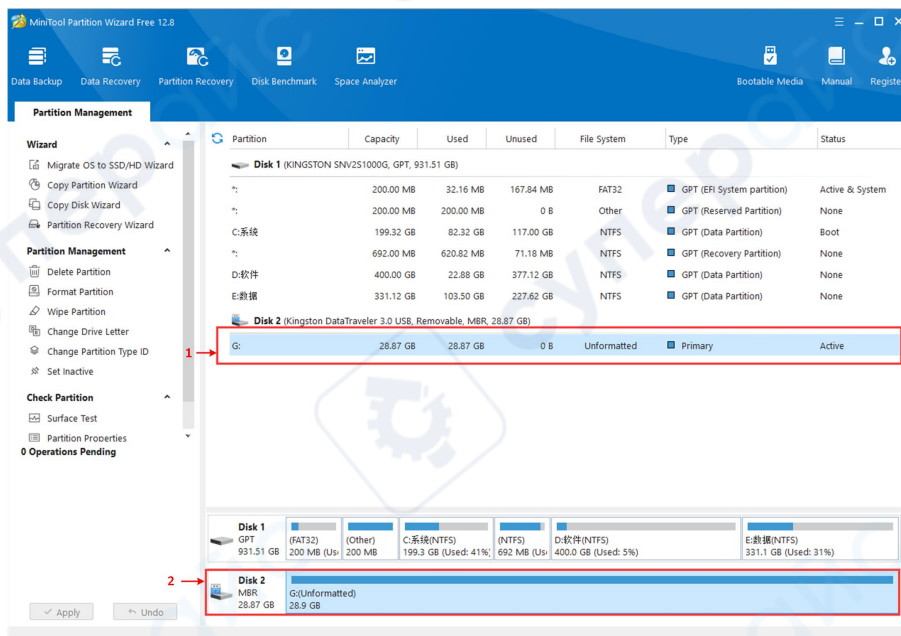 MiniTool Partition Wizard Free 12.8
Data Backup Data Recovery Partition Recovery Disk Benchmark Space Analyzer Bootable Media Manual Registe
Partition Management
Wizard
Migrate OS to SSD/HD Wizard
Copy Partition Wizard
Copy Disk Wizard
Partition Recovery Wizard
Partition Management
Delete Partition
Format Partition
Wipe Partition
Change Drive Letter
Change Partition Type ID
Set Inactive
Check Partition
Surface Test
Partition Properties
0 Operations Pending
Apply Undo
Partition Capacity Used Unused File System Type Status
Disk 1 (KINGSTON SNV2S1000G, GPT, 931.51 GB)
*: 200.00 MB 32.16 MB 167.84 MB FAT32 GPT (EFI System partition) Active & System
*: 200.00 MB 200.00 MB 0 B Other GPT (Reserved Partition) None
C:系统 199.32 GB 82.32 GB 117.00 GB NTFS GPT (Data Partition) Boot
*: 692.00 MB 620.82 MB 71.18 MB NTFS GPT (Recovery Partition) None
D:软件 400.00 GB 22.88 GB 377.12 GB NTFS GPT (Data Partition) None
E:数据 331.12 GB 103.50 GB 227.62 GB NTFS GPT (Data Partition) None
Disk 2 (Kingston DataTraveler 3.0 USB, Removable, MBR, 28.87 GB)
1
G: 28.87 GB 28.87 GB 0 B Unformatted Primary Active
Disk 1
GPT (FAT32) (Other) C:系统(NTFS) (NTFS) D:软件(NTFS) E:数据(NTFS)
931.51 GB 200 MB (Us 200 MB 199.3 GB (Used: 41% 692 MB (Us 400.0 GB (Used: 5%) 331.1 GB (Used: 31%)
2
Disk 2
MBR G:(Unformatted)
28.87 GB 28.9 GB
супер
айс
суперайс